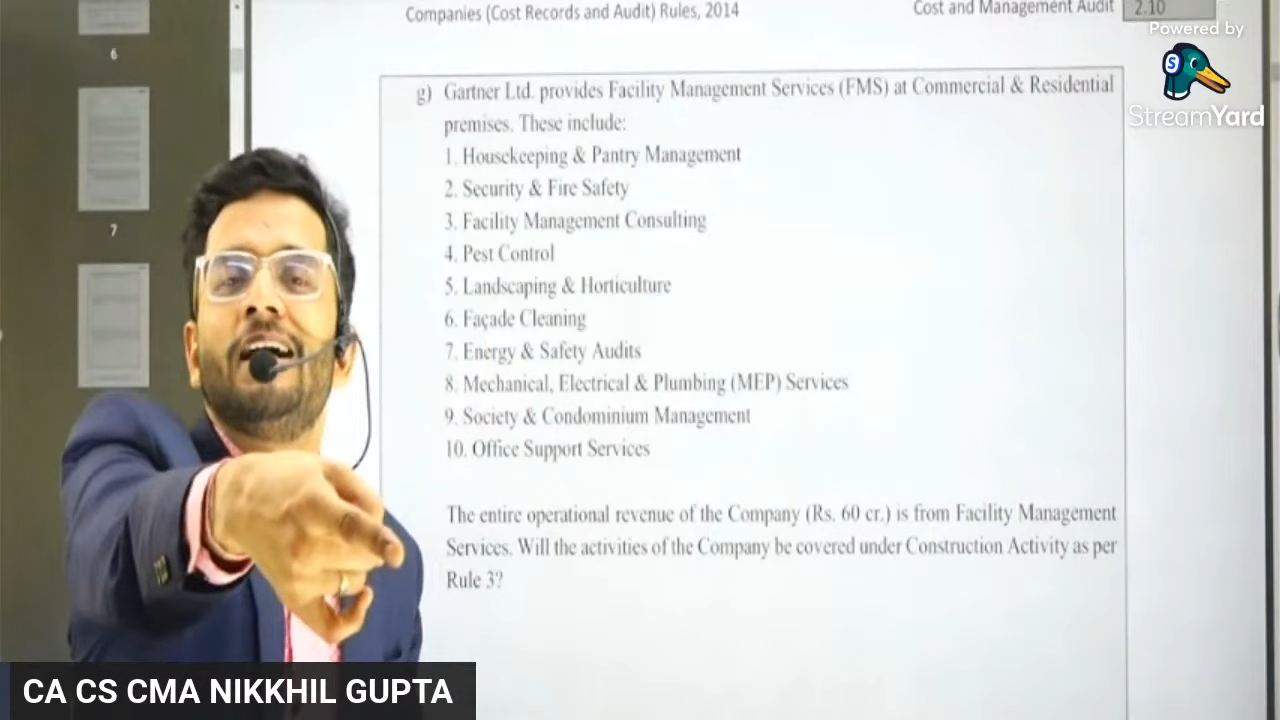 Companies (Cost Records and Audit) Rules, 2014
Cost and Management Audit
2.10
Powered by
StreamYard
g) Gartner Ltd. provides Facility Management Services (FMS) at Commercial & Residential
premises. These include:
1. Housekeeping & Pantry Management
2. Security & Fire Safety
3. Facility Management Consulting
4. Pest Control
5. Landscaping & Horticulture
6. Façade Cleaning
7. Energy & Safety Audits
8. Mechanical, Electrical & Plumbing (MEP) Services
9. Society & Condominium Management
10. Office Support Services
The entire operational revenue of the Company (Rs. 60 cr.) is from Facility Management
Services. Will the activities of the Company be covered under Construction Activity as per
Rule 3?
6
7
S
CA CS CMA NIKKHIL GUPTA